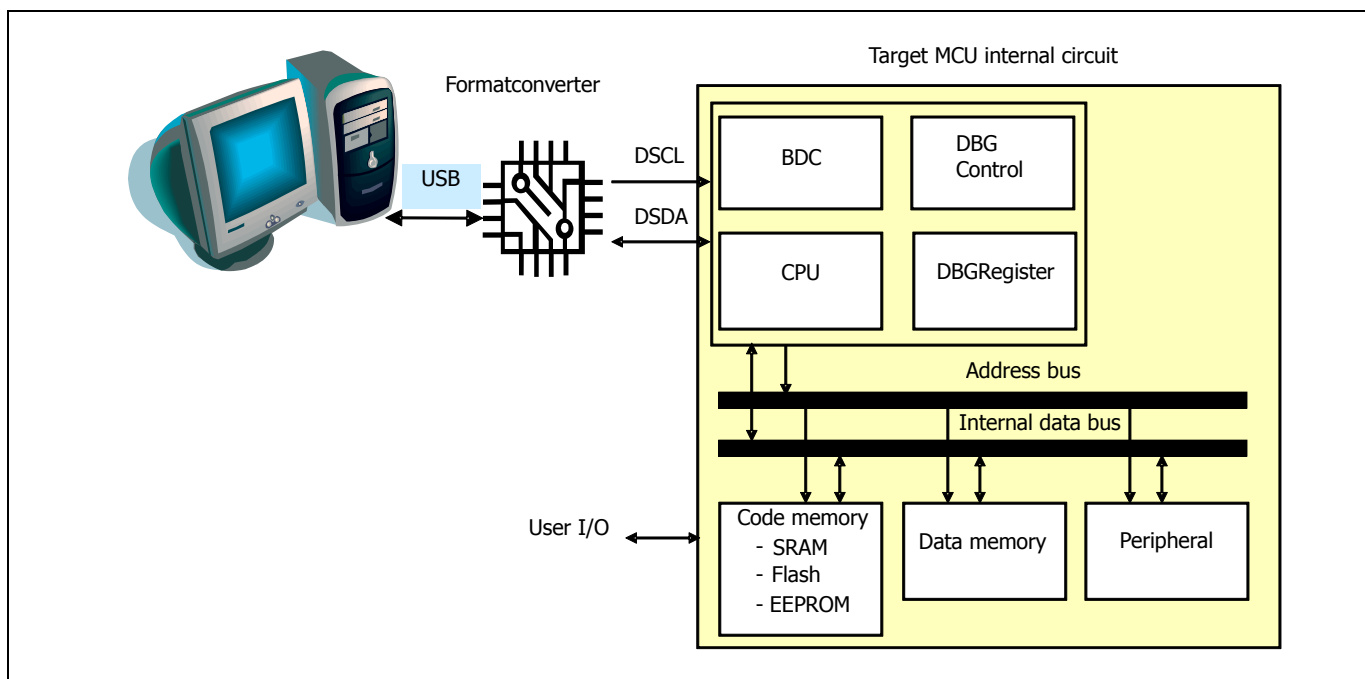 Target MCU internal circuit
Formatconverter
USB
DSCL
DSDA
BDC
DBG
Control
CPU
DBGRegister
Address bus
Internal data bus
User I/O
Code memory
- SRAM
- Flash
- EEPROM
Data memory
Peripheral